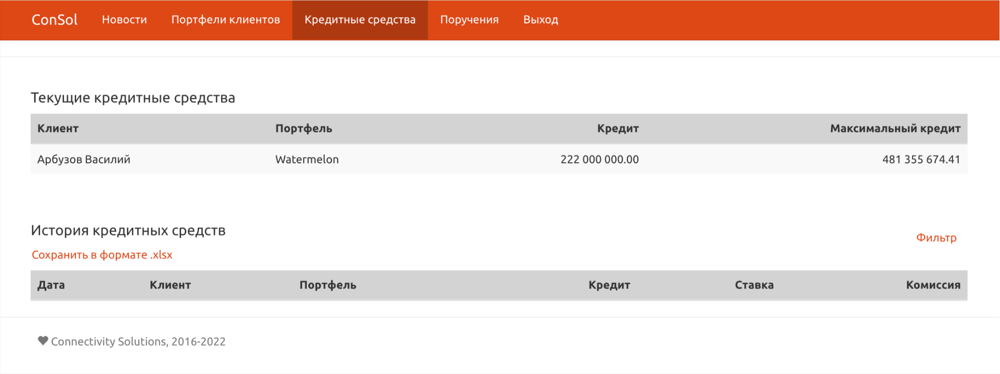 ConSol Новости Портфели клиентов Кредитные средства Поручения Выход
Текущие кредитные средства
Клиент Портфель Кредит Максимальный кредит
Арбузов Василий Watermelon 222 000 000.00 481 355 674.41
История кредитных средств
Фильтр
Сохранить в формате .xlsx
Дата Клиент Портфель Кредит Ставка Комиссия
Connectivity Solutions, 2016-2022